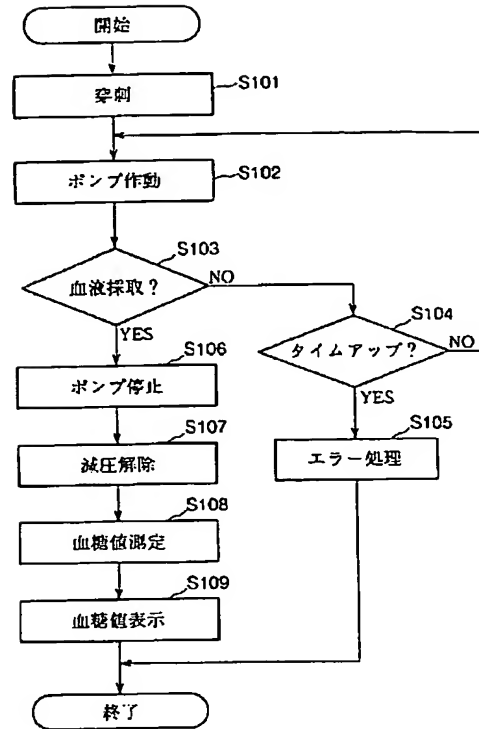 開始
穿刺
S101
ポンプ作動
S102
血液採取？
S103
NO
YES
タイムアップ？
S104
NO
YES
ポンプ停止
S106
エラー処理
S105
減圧解除
S107
血糖値測定
S108
血糖値表示
S109
終了